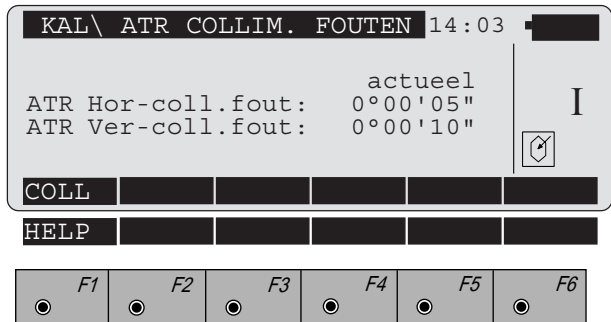 KAL\ ATR COLLIM. FOUTEN 14:03
actueel
ATR Hor-coll.fout: 0°00'05"
ATR Ver-coll.fout: 0°00'10"
I
COLL
HELP
F1 F2 F3 F4 F5 F6